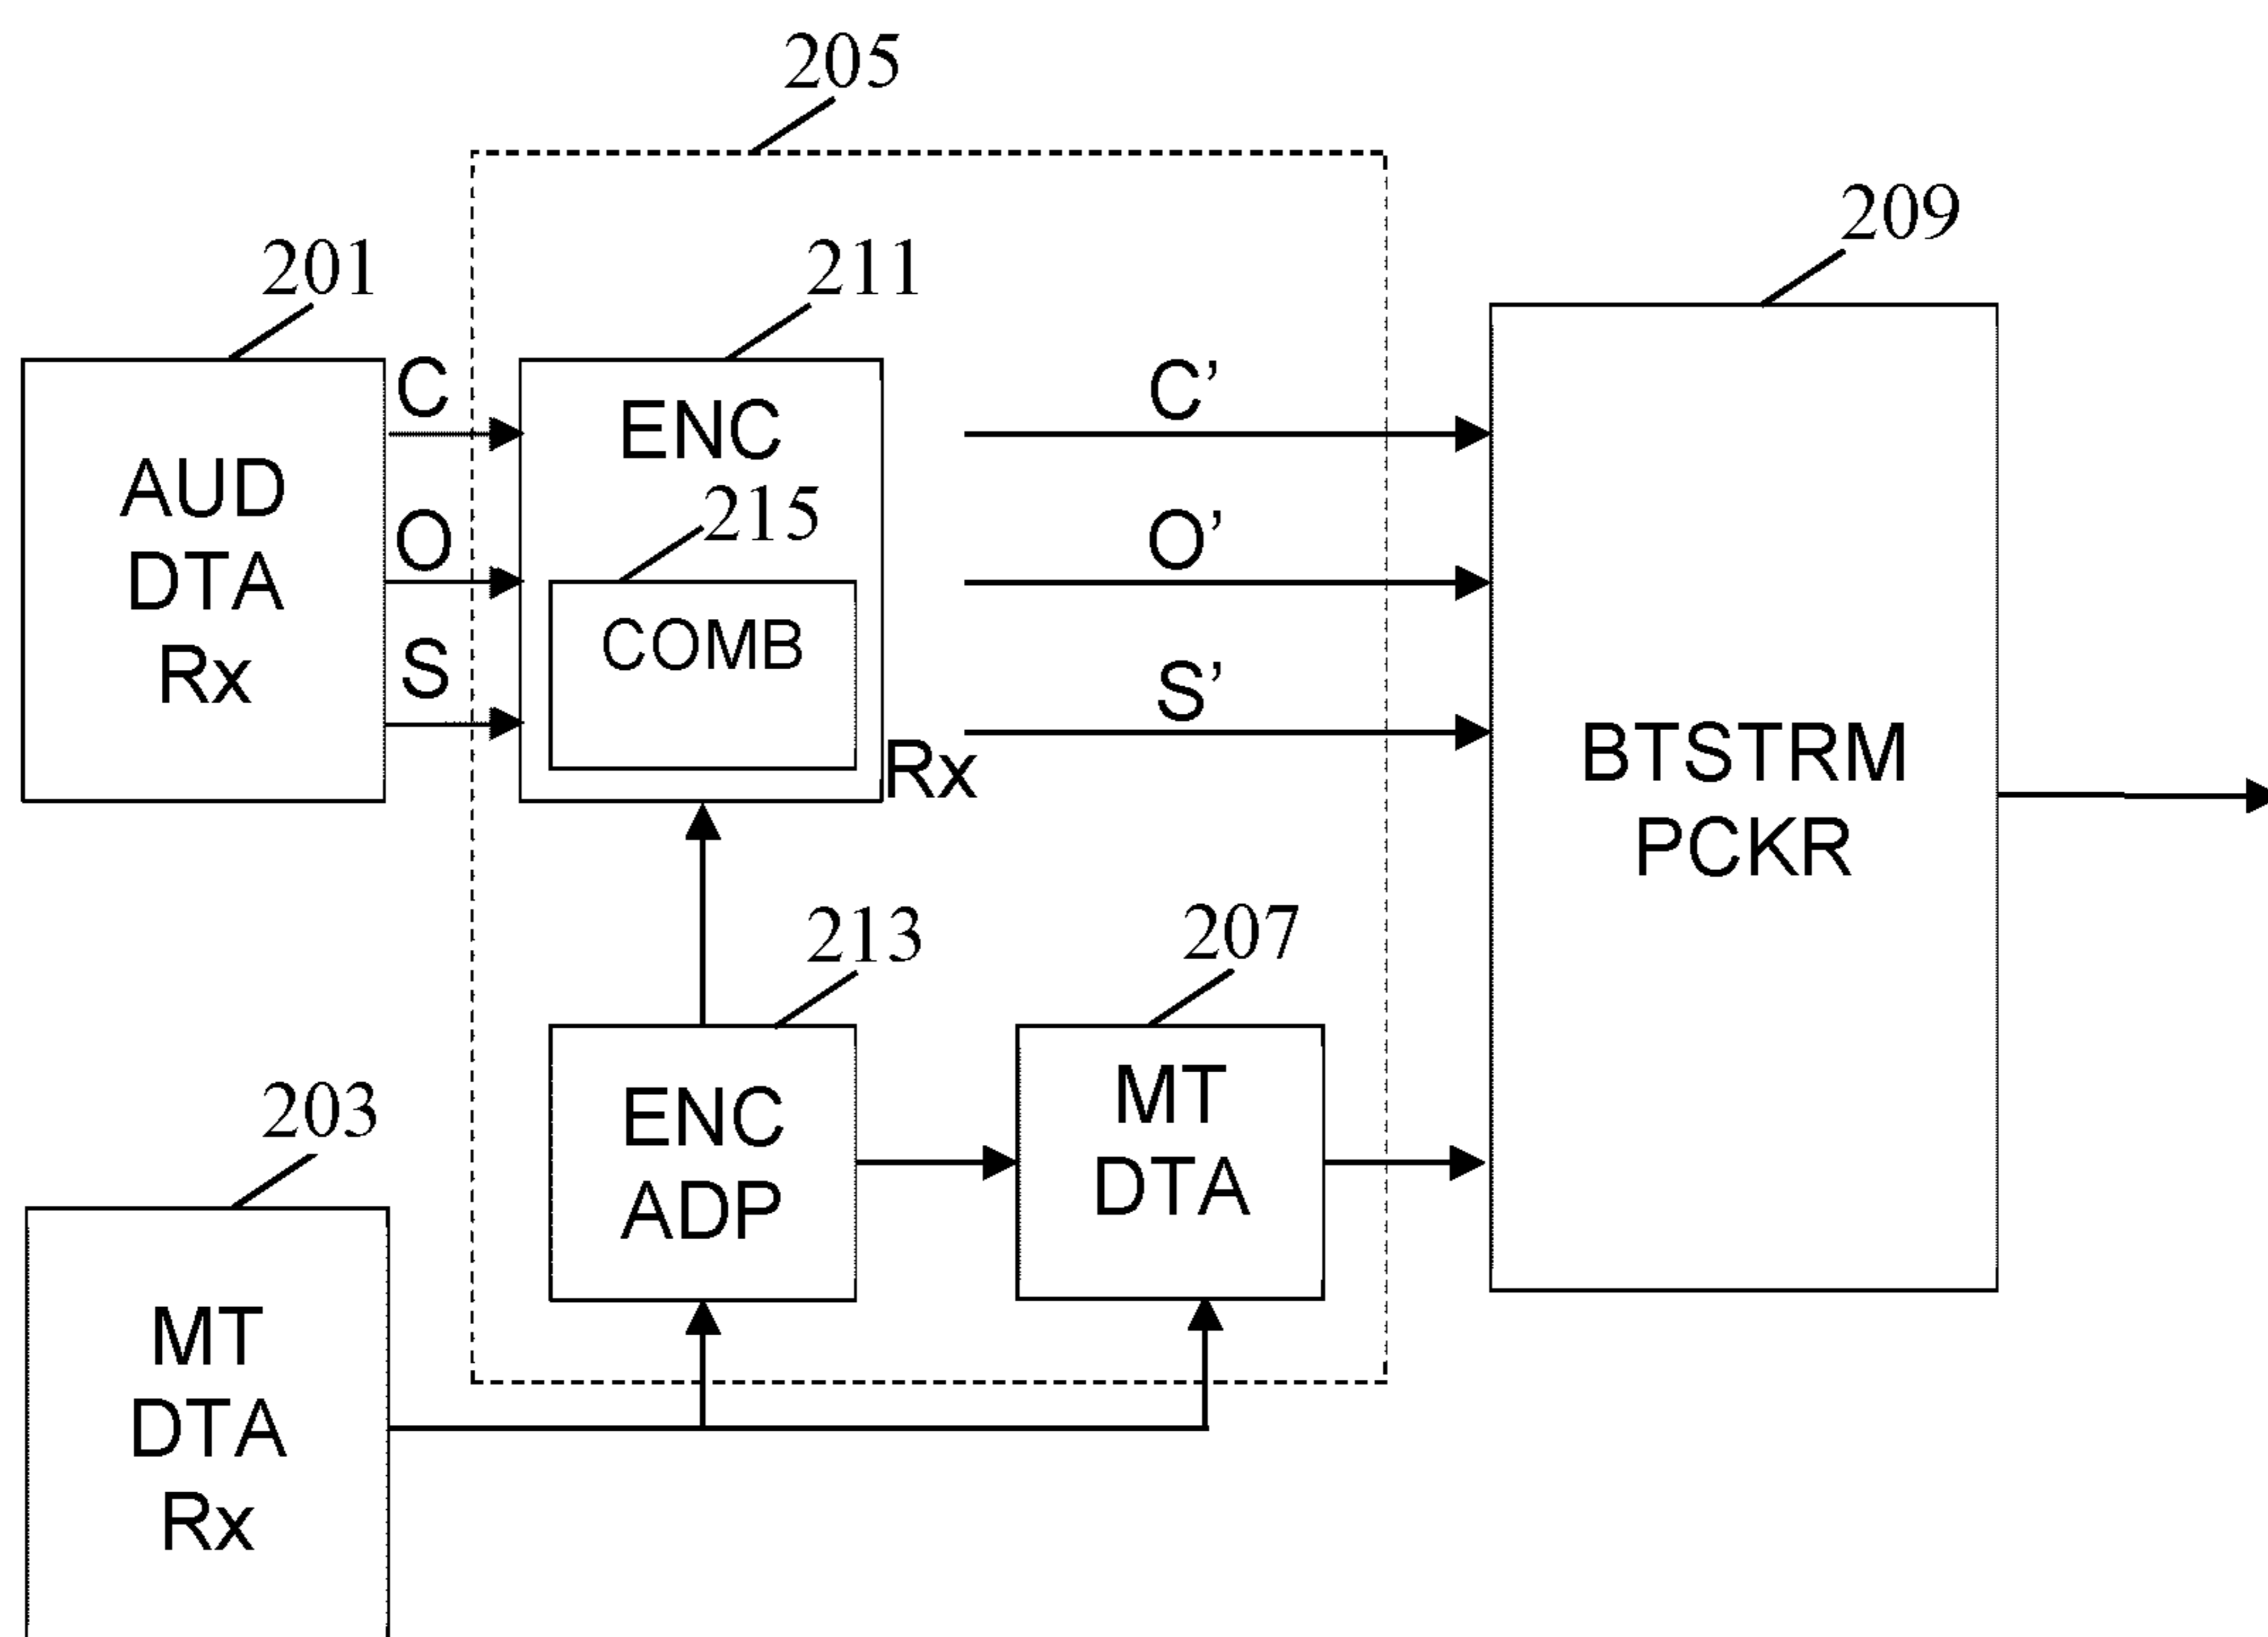 205
209
201
211
C
ENC
C’
AUD
DTA
Rx
O
215
O’
COMB
S
S’
Rx
BTSTRM
PCKR
213
207
203
ENC
ADP
MT
DTA
MT
DTA
Rx